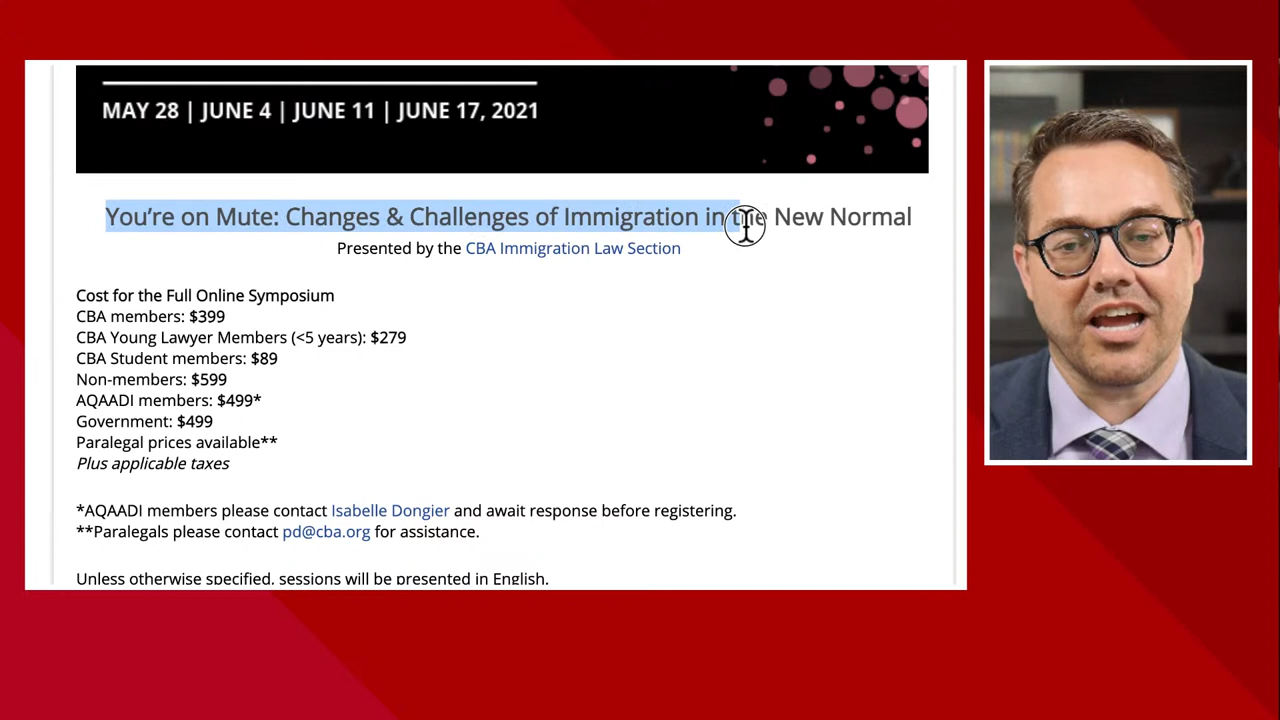 MAY 28 | JUNE 4 | JUNE 11 | JUNE 17, 2021
You’re on Mute: Changes & Challenges of Immigration in the New Normal
Presented by the CBA Immigration Law Section
Cost for the Full Online Symposium
CBA members: $399
CBA Young Lawyer Members (<5 years): $279
CBA Student members: $89
Non-members: $599
AQAADI members: $499*
Government: $499
Paralegal prices available**
Plus applicable taxes
*AQAADI members please contact Isabelle Dongier and await response before registering.
**Paralegals please contact pd@cba.org for assistance.
Unless otherwise specified, sessions will be presented in English.